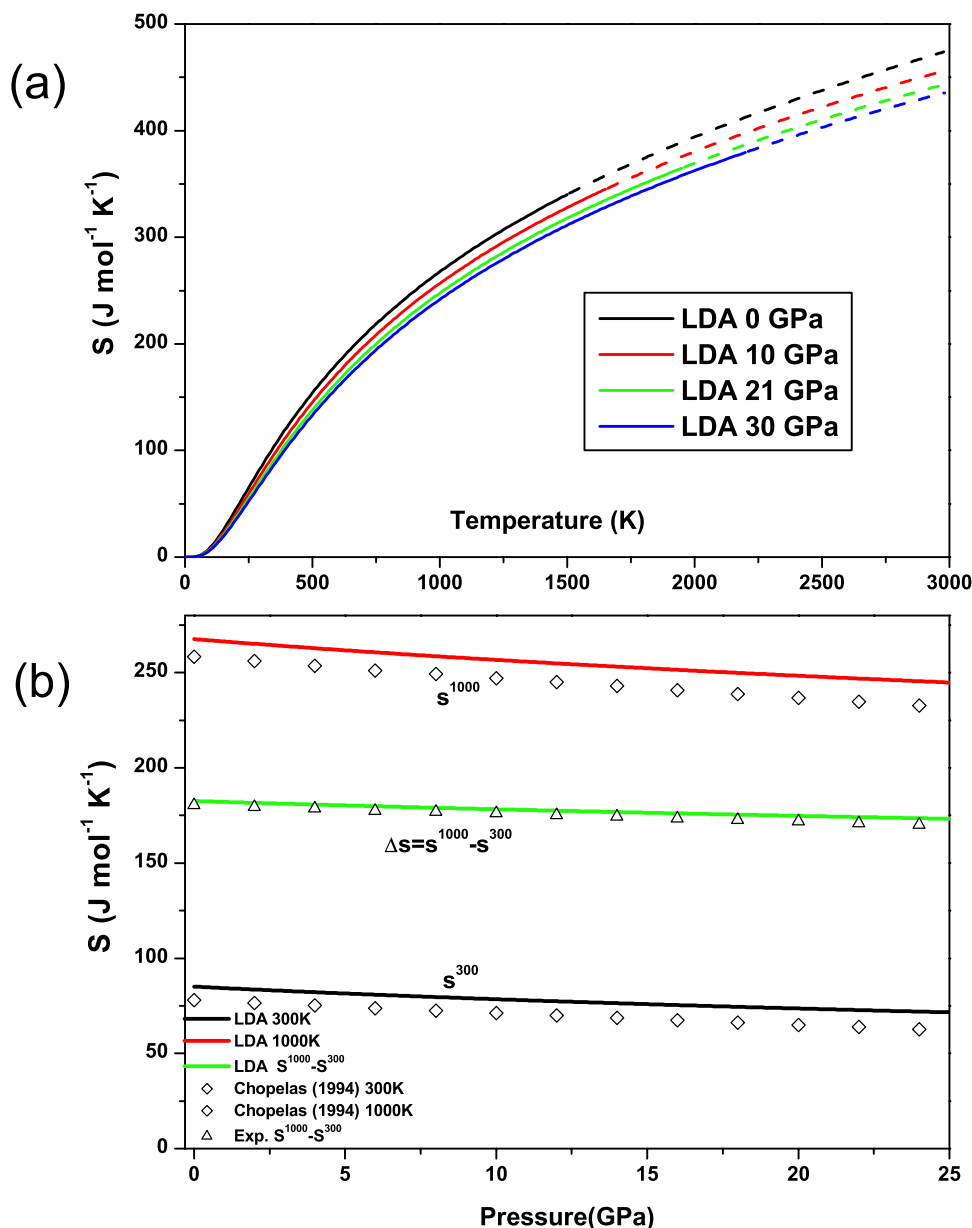 (a)
500
400
300
200
100
0
S (J mol⁻¹ K⁻¹)
LDA 0 GPa
LDA 10 GPa
LDA 21 GPa
LDA 30 GPa
Temperature (K)
0 500 1000 1500 2000 2500 3000
(b)
250
200
150
100
50
0
S (J mol⁻¹ K⁻¹)
s¹⁰⁰⁰
Δs=s¹⁰⁰⁰-s³⁰⁰
s³⁰⁰
LDA 300K
LDA 1000K
LDA S¹⁰⁰⁰-S³⁰⁰
Chopelas (1994) 300K
Chopelas (1994) 1000K
Exp. S¹⁰⁰⁰-S³⁰⁰
0 5 10 15 20 25
Pressure(GPa)